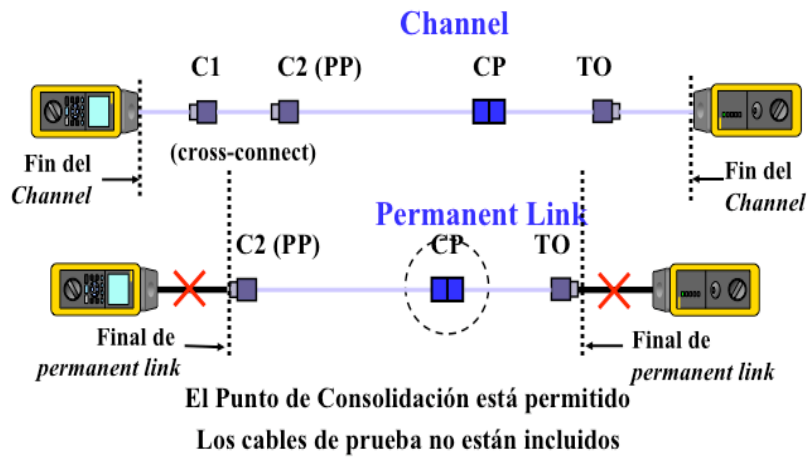 Channel
C1
C2 (PP)
CP
TO
(cross-connect)
Fin del
Channel
Fin del
Channel
Permanent Link
C2 (PP)
CP
TO
Final de
permanent link
Final de
permanent link
El Punto de Consolidación está permitido
Los cables de prueba no están incluidos